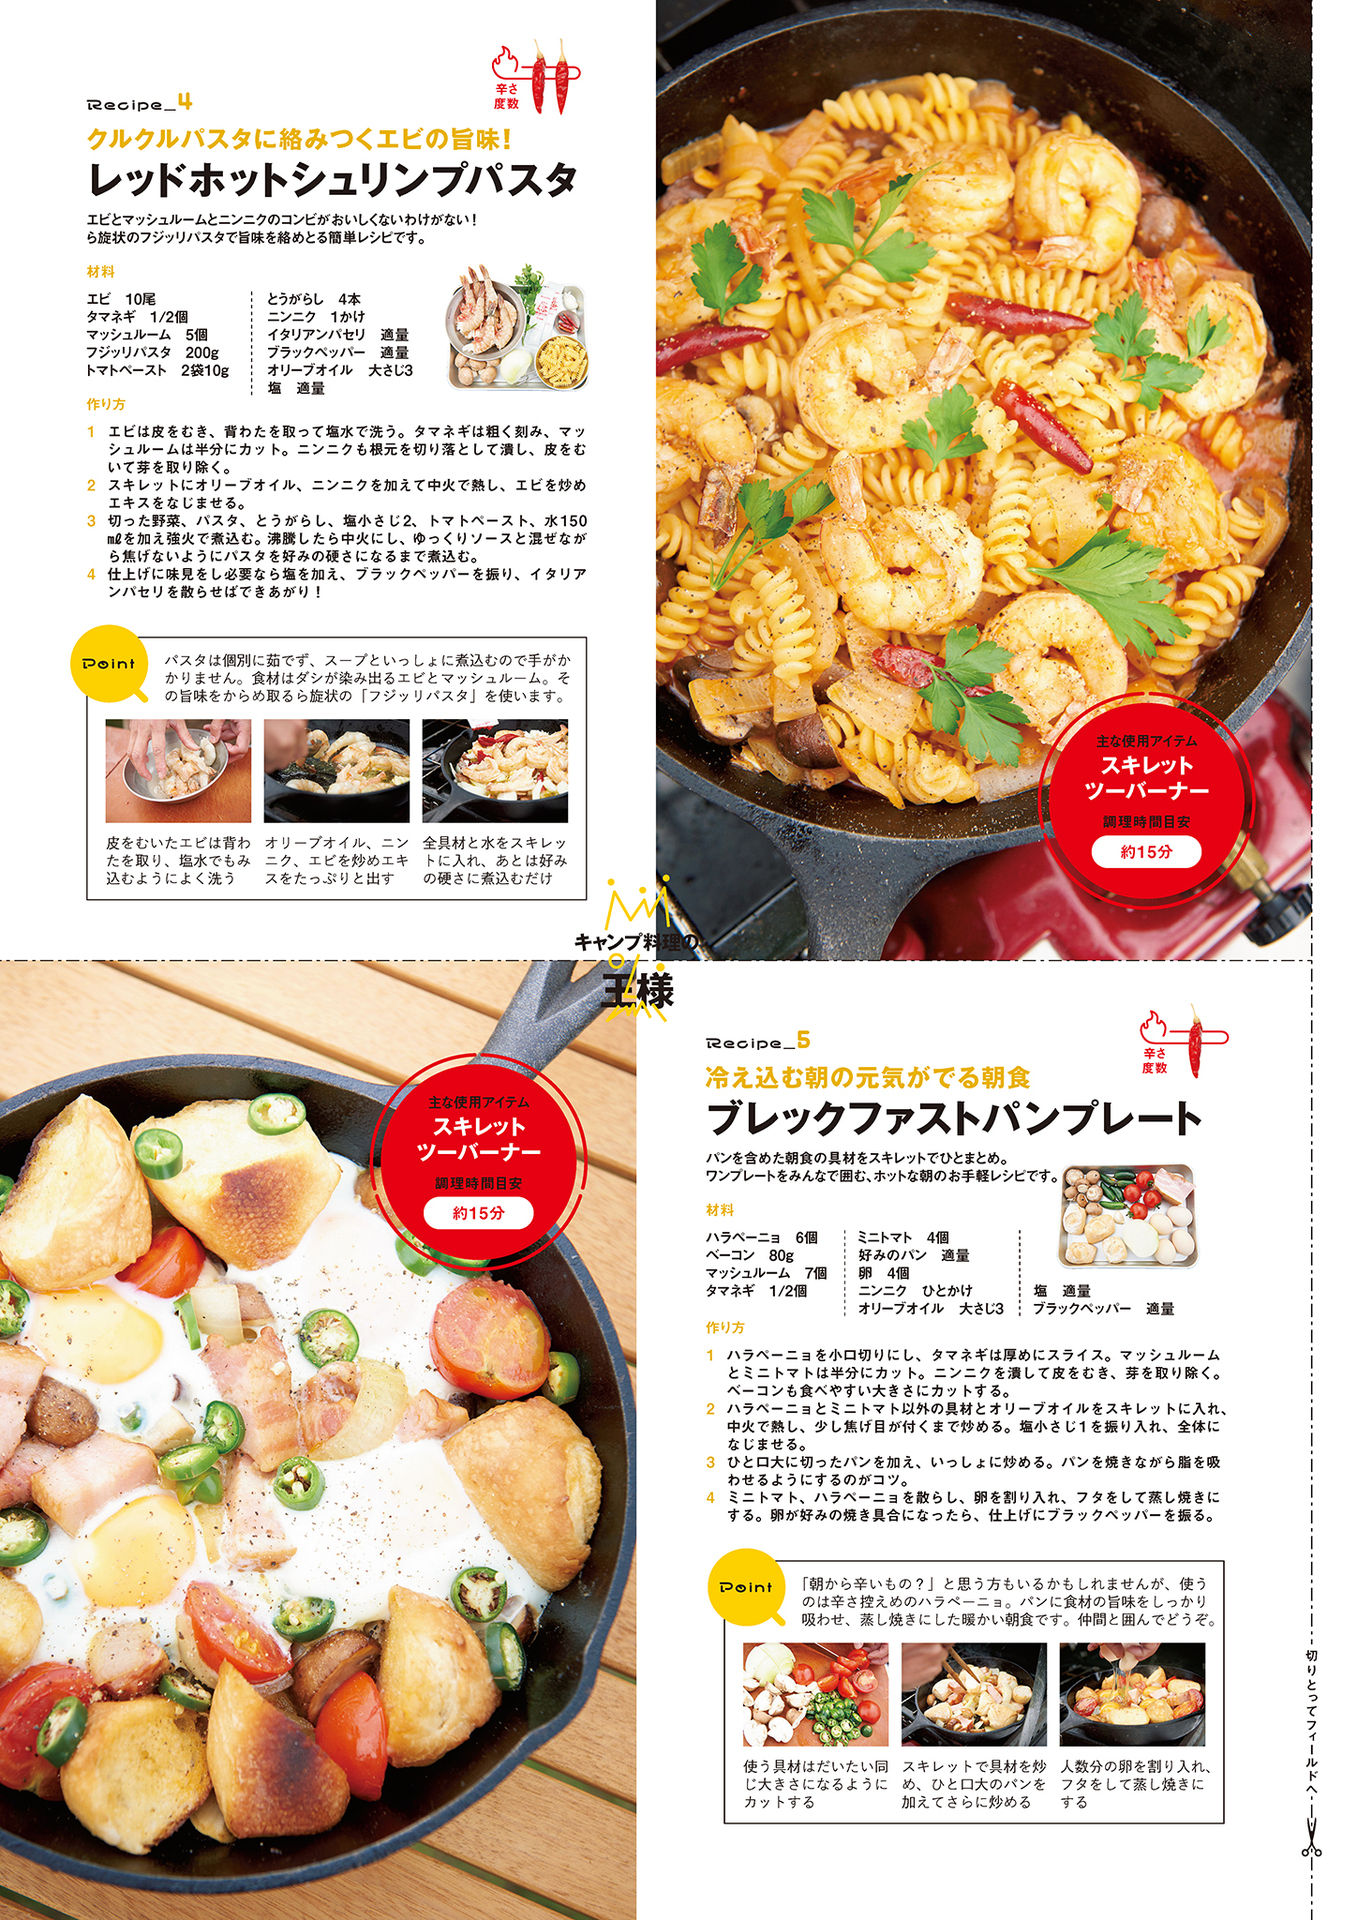 Recipe_4
辛さ
度数
クルクルパスタに絡みつくエビの旨味!
レッドホットシュリンプパスタ
エビとマッシュルームとニンニクのコンビがおいしくないわけがない!
ら旋状のフジッリパスタで旨味を絡めとる簡単レシピです。
材料
エビ 10尾
タマネギ 1/2個
マッシュルーム 5個
フジッリパスタ 200g
トマトペースト 2袋10g
とうがらし 4本
ニンニク 1かけ
イタリアンパセリ 適量
ブラックペッパー 適量
オリーブオイル 大さじ3
塩 適量
作り方
1 エビは皮をむき、背わたを取って塩水で洗う。タマネギは粗く刻み、マッ
シュルームは半分にカット。ニンニクも根元を切り落として潰し、皮をむ
いて芽を取り除く。
2 スキレットにオリーブオイル、ニンニクを加えて中火で熱し、エビを炒め
エキスをなじませる。
3 切った野菜、パスタ、とうがらし、塩小さじ2、トマトペースト、水150
㎖を加え強火で煮込む。沸騰したら中火にし、ゆっくりソースと混ぜなが
ら焦げないようにパスタを好みの硬さになるまで煮込む。
4 仕上げに味見をし必要なら塩を加え、ブラックペッパーを振り、イタリア
ンパセリを散らせばできあがり!
Point
パスタは個別に茹でず、スープといっしょに煮込むので手がか
かりません。食材はダシが染み出るエビとマッシュルーム。そ
の旨味をからめ取るら旋状の「フジッリパスタ」を使います。
皮をむいたエビは背わ
たを取り、塩水でもみ
込むようによく洗う
オリーブオイル、ニン
ニク、エビを炒めエキ
スをたっぷりと出す
全具材と水をスキレッ
トに入れ、あとは好み
の硬さに煮込むだけ
主な使用アイテム
スキレット
ツーバーナー
調理時間目安
約15分
キャンプ料理の
王様
主な使用アイテム
スキレット
ツーバーナー
調理時間目安
約15分
Recipe_5
辛さ
度数
冷え込む朝の元気がでる朝食
ブレックファストパンプレート
パンを含めた朝食の具材をスキレットでひとまとめ。
ワンプレートをみんなで囲む、ホットな朝のお手軽レシピです。
材料
ハラペーニョ 6個
ベーコン 80g
マッシュルーム 7個
タマネギ 1/2個
ミニトマト 4個
好みのパン 適量
卵 4個
ニンニク ひとかけ
オリーブオイル 大さじ3
塩 適量
ブラックペッパー 適量
作り方
1 ハラペーニョを小口切りにし、タマネギは厚めにスライス。マッシュルーム
とミニトマトは半分にカット。ニンニクを潰して皮をむき、芽を取り除く。
ベーコンも食べやすい大きさにカットする。
2 ハラペーニョとミニトマト以外の具材とオリーブオイルをスキレットに入れ、
中火で熱し、少し焦げ目が付くまで炒める。塩小さじ1を振り入れ、全体に
なじませる。
3 ひと口大に切ったパンを加え、いっしょに炒める。パンを焼きながら脂を吸
わせるようにするのがコツ。
4 ミニトマト、ハラペーニョを散らし、卵を割り入れ、フタをして蒸し焼きに
する。卵が好みの焼き具合になったら、仕上げにブラックペッパーを振る。
Point
「朝から辛いもの?」と思う方もいるかもしれませんが、使う
のは辛さ控えめのハラペーニョ。パンに食材の旨味をしっかり
吸わせ、蒸し焼きにした暖かい朝食です。仲間と囲んでどうぞ。
使う具材はだいたい同
じ大きさになるように
カットする
スキレットで具材を炒
め、ひと口大のパンを
加えてさらに炒める
人数分の卵を割り入れ、
フタをして蒸し焼きに
する
切りとってフィールドへ